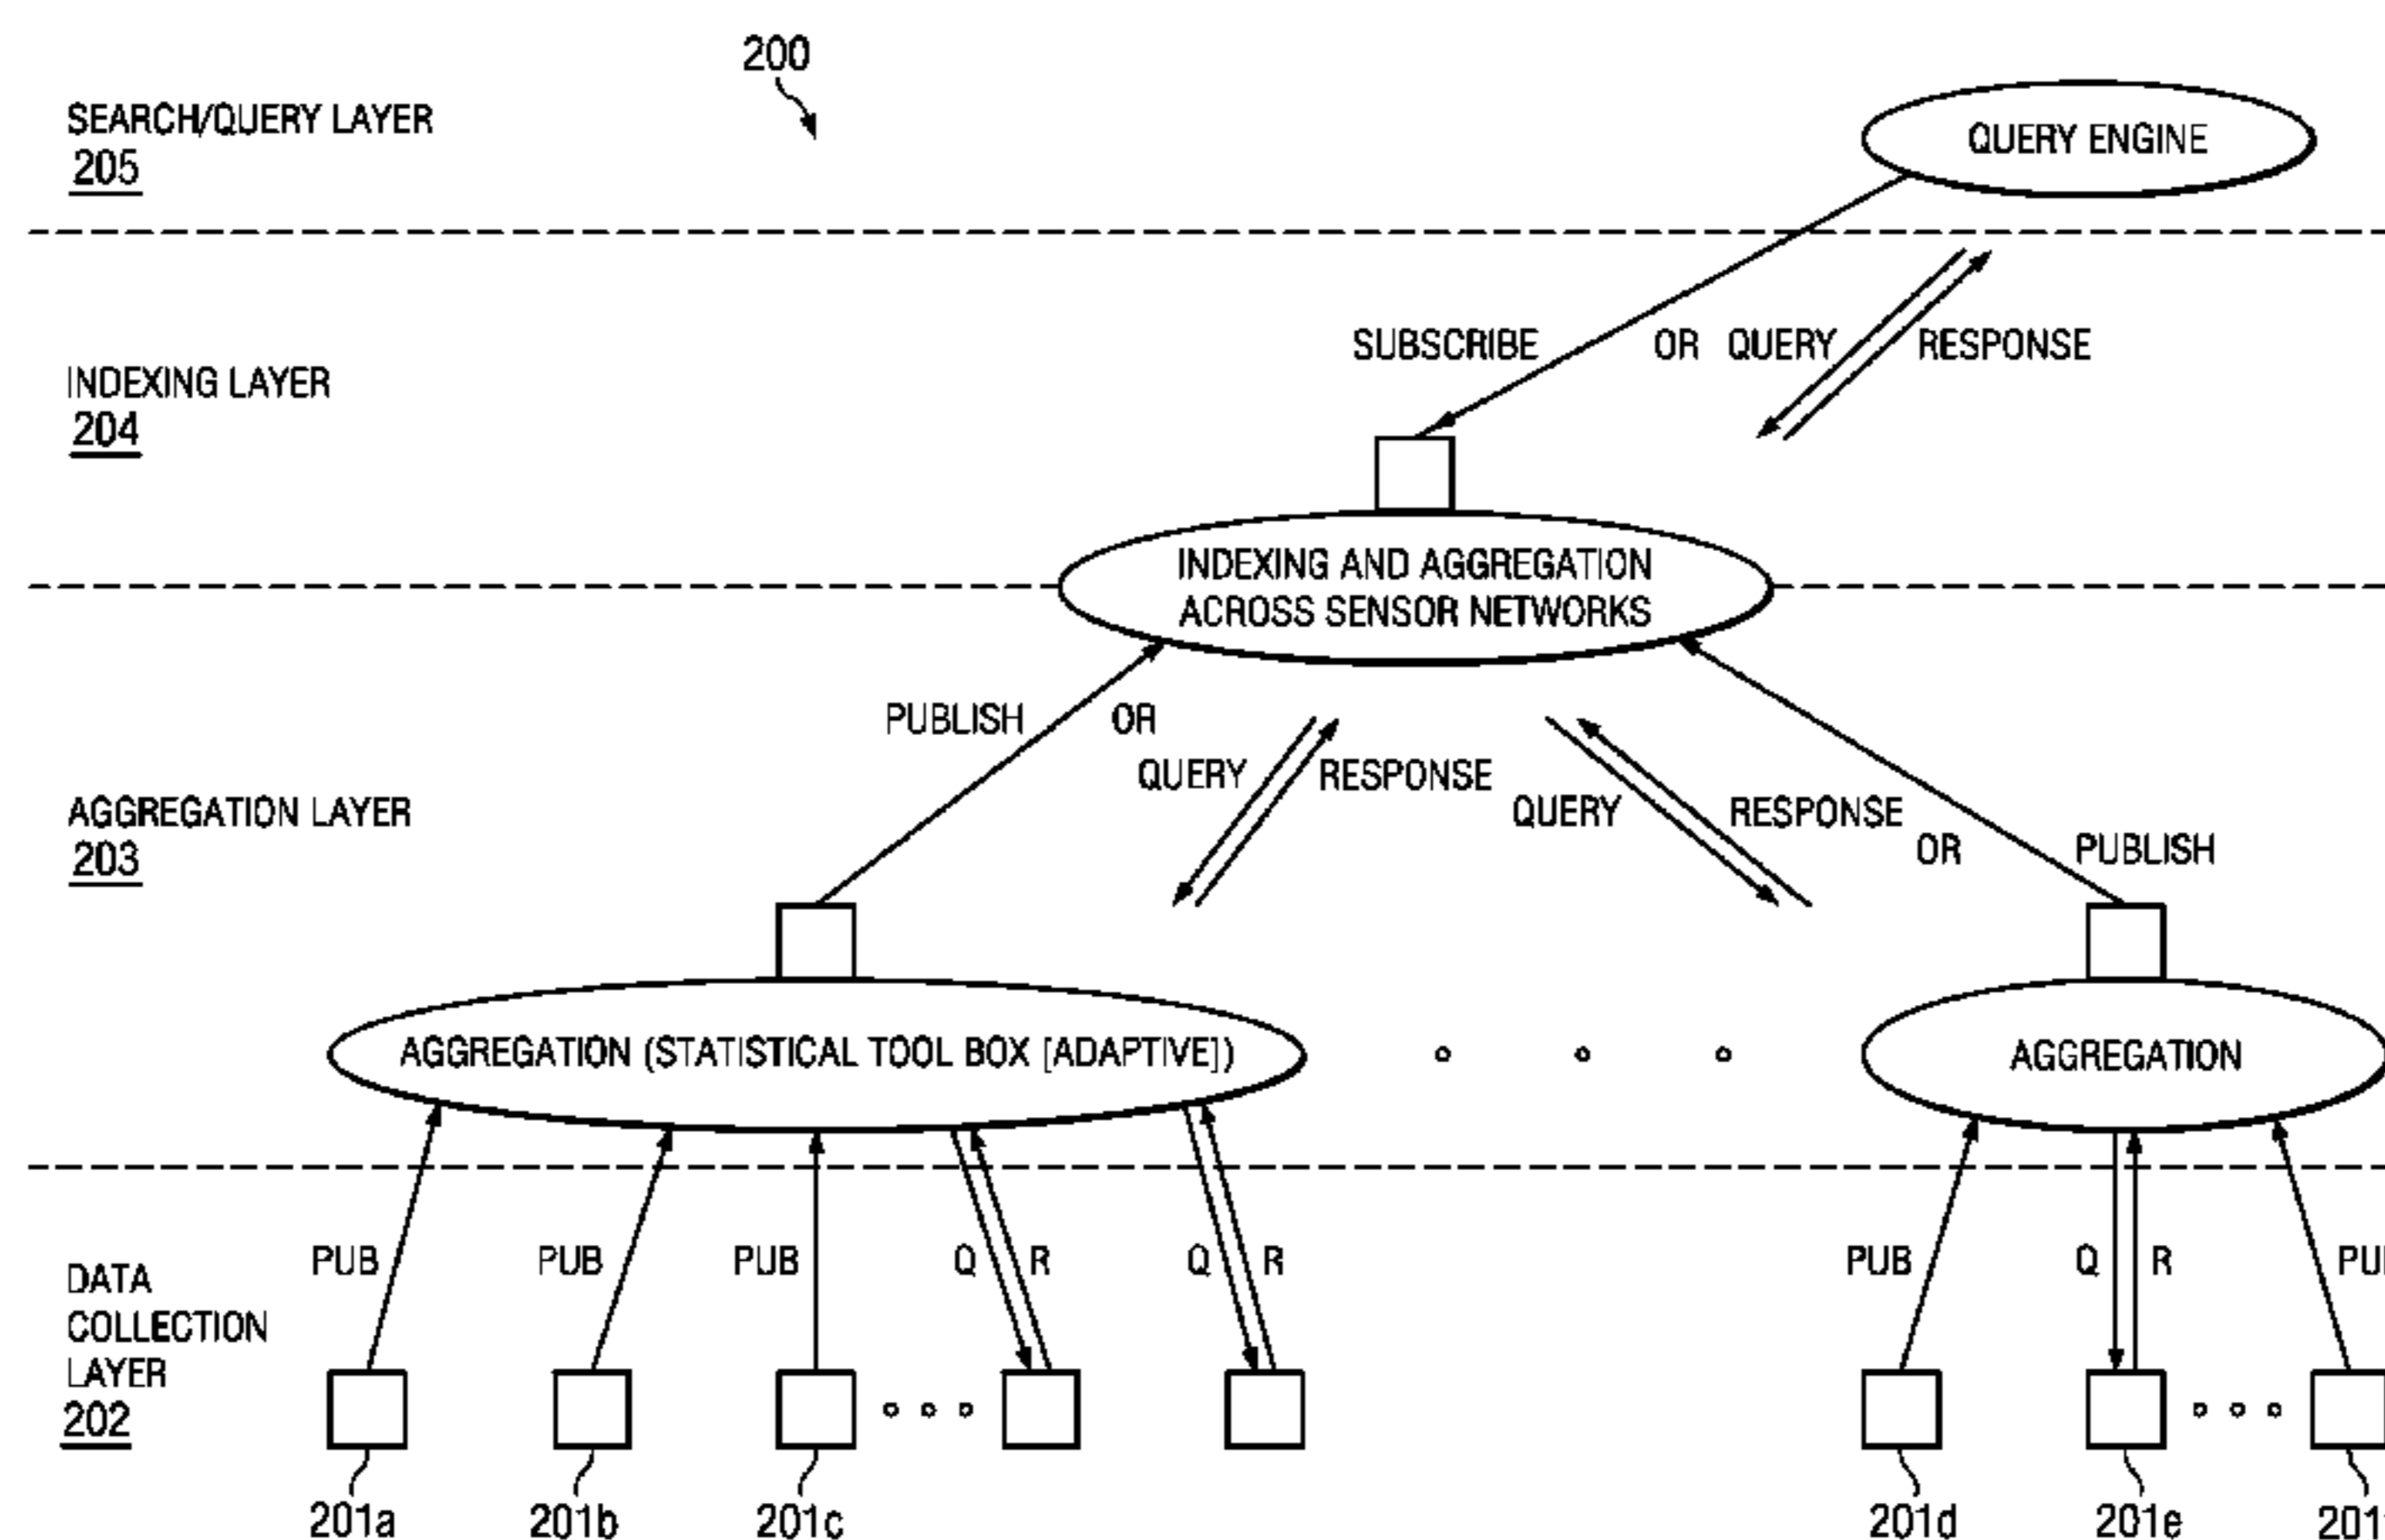 200
SEARCH/QUERY LAYER
205
QUERY ENGINE
SUBSCRIBE OR QUERY RESPONSE
INDEXING LAYER
204
INDEXING AND AGGREGATION
ACROSS SENSOR NETWORKS
PUBLISH OR
QUERY RESPONSE
QUERY RESPONSE
OR PUBLISH
AGGREGATION LAYER
203
AGGREGATION (STATISTICAL TOOL BOX [ADAPTIVE])
AGGREGATION
PUB PUB PUB Q R Q R PUB Q R PU
DATA
COLLECTION
LAYER
202
201a 201b 201c 201d 201e 201